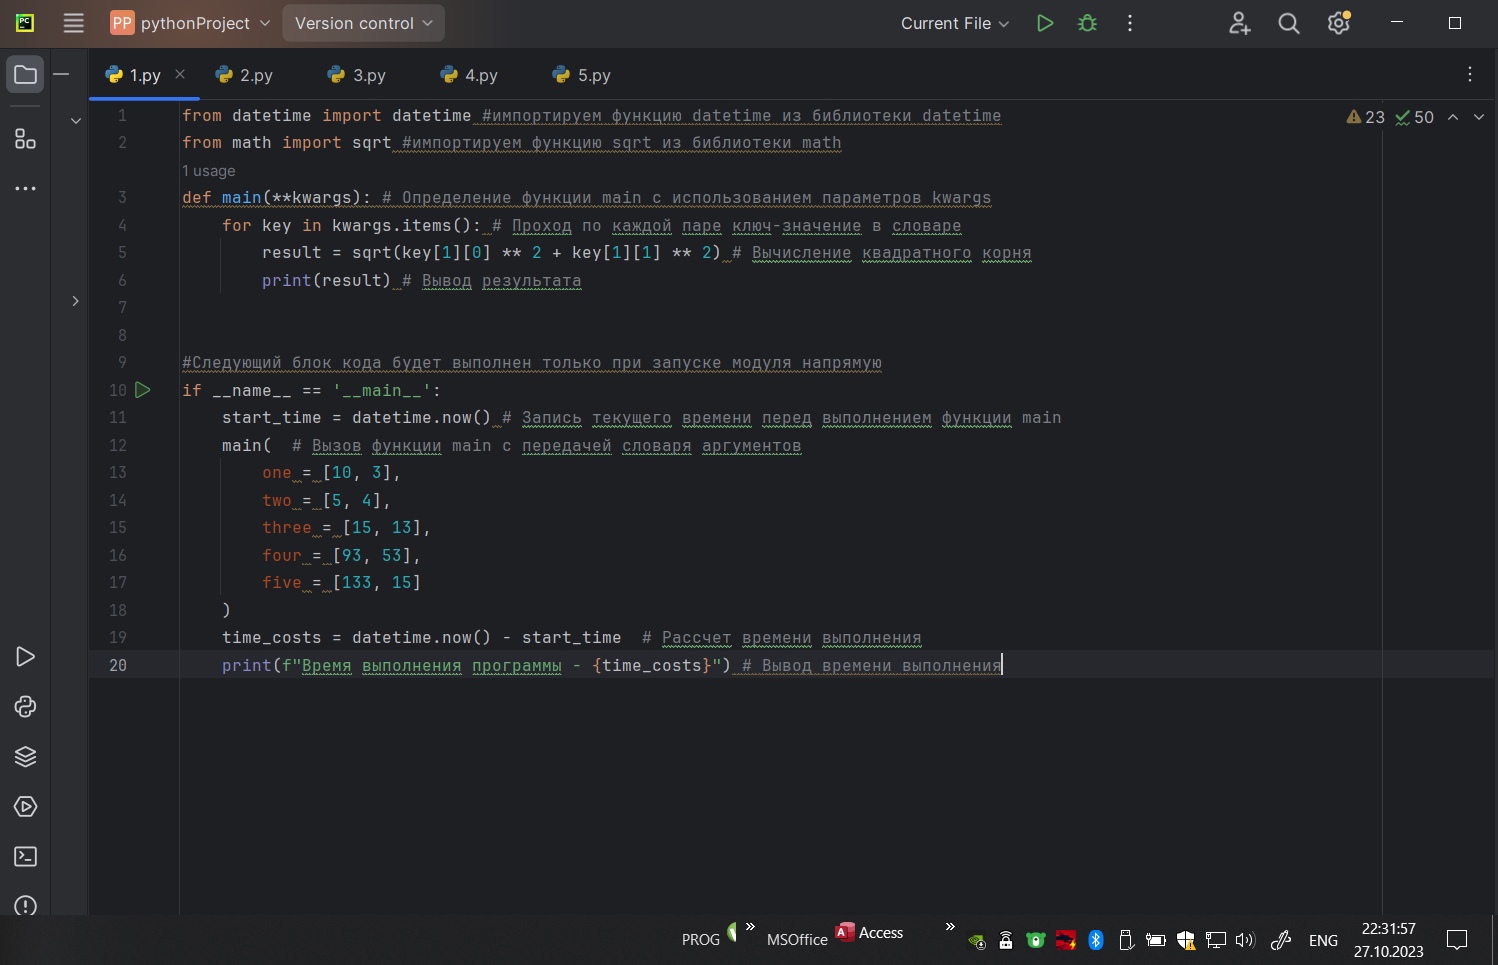 PC
PP pythonProject Version control Current File
1.py 2.py 3.py 4.py 5.py
1 from datetime import datetime #импортируем функцию datetime из библиотеки datetime 23 50
2 from math import sqrt #импортируем функцию sqrt из библиотеки math
1 usage
3 def main(**kwargs): # Определение функции main с использованием параметров kwargs
4 for key in kwargs.items(): # Проход по каждой паре ключ-значение в словаре
5 result = sqrt(key[1][0] ** 2 + key[1][1] ** 2) # Вычисление квадратного корня
6 print(result) # Вывод результата
7
8
9 #Следующий блок кода будет выполнен только при запуске модуля напрямую
10 if __name__ == '__main__':
11 start_time = datetime.now() # Запись текущего времени перед выполнением функции main
12 main( # Вызов функции main с передачей словаря аргументов
13 one = [10, 3],
14 two = [5, 4],
15 three = [15, 13],
16 four = [93, 53],
17 five = [133, 15]
18 )
19 time_costs = datetime.now() - start_time # Рассчет времени выполнения
20 print(f"Время выполнения программы - {time_costs}") # Вывод времени выполнения
PROG » MSOffice A Access » ENG 22:31:57
27.10.2023